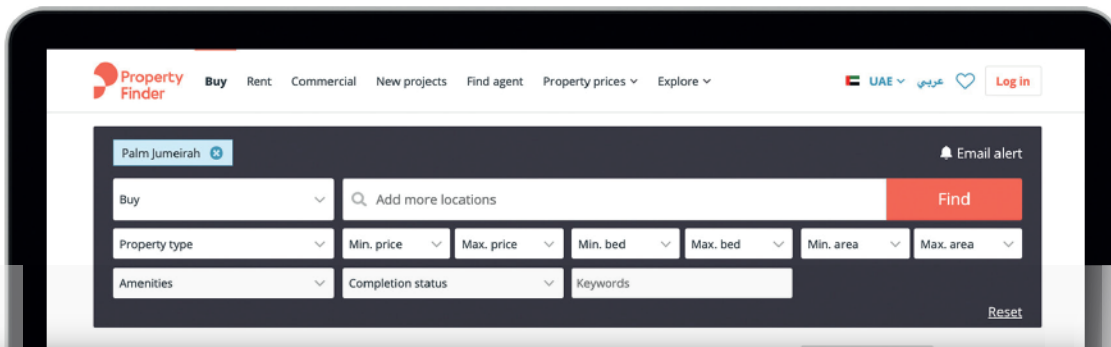 Property Finder
Buy Rent Commercial New projects Find agent Property prices Explore UAE عربي Log in
Palm Jumeirah Email alert
Buy Add more locations Find
Property type Min. price Max. price Min. bed Max. bed Min. area Max. area
Amenities Completion status Keywords
Reset